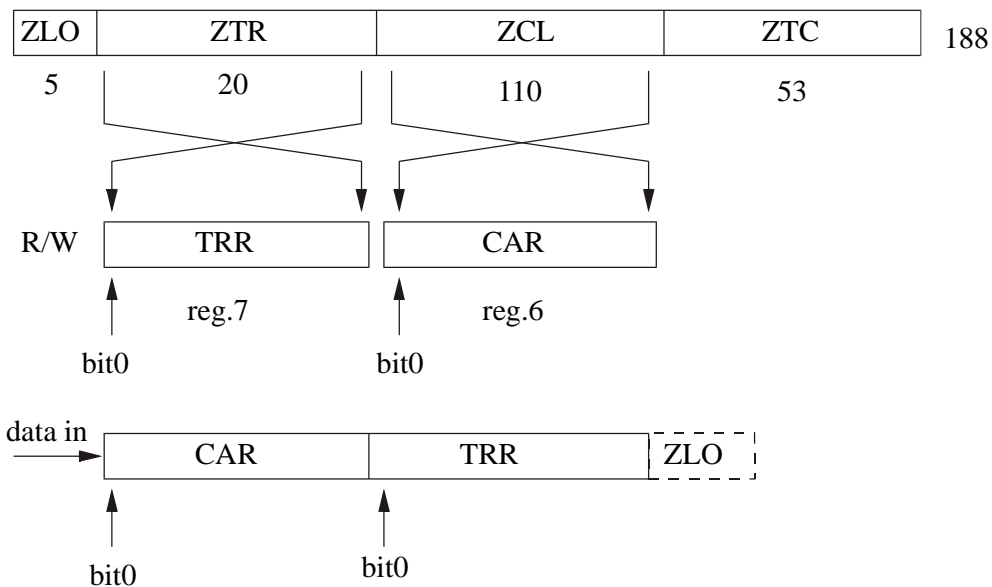 ZLO ZTR ZCL ZTC 188
5 20 110 53
R/W TRR CAR
reg.7 reg.6
bit0 bit0
data in
CAR TRR ZLO
bit0 bit0